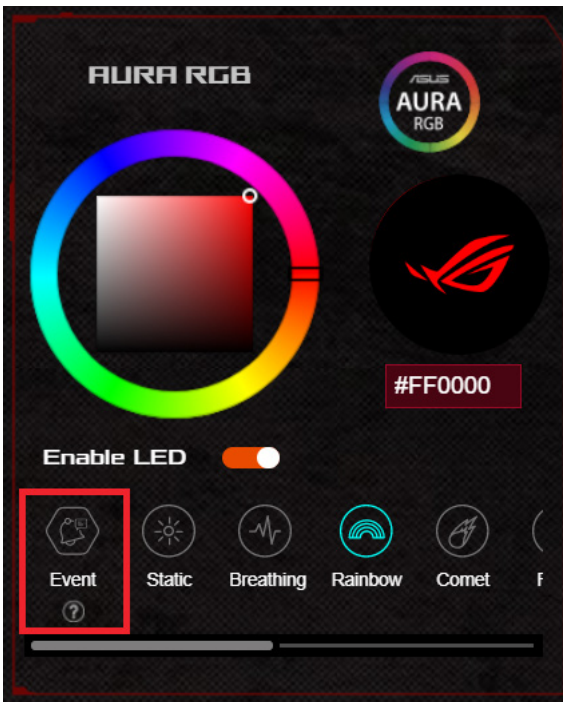 AURA RGB
ASUS
AURA
RGB
#FF0000
Enable LED
Event Static Breathing Rainbow Comet
?